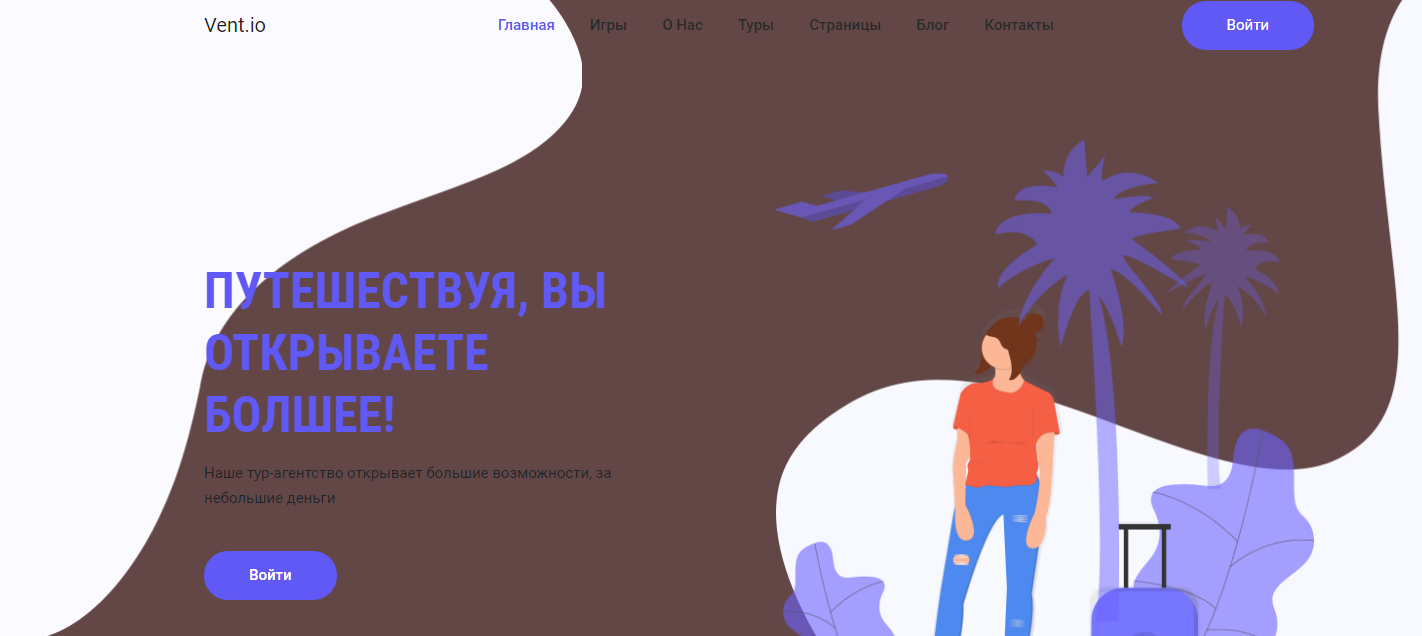 Vent.io
Главная Игры О Нас Туры Страницы Блог Контакты Войти
ПУТЕШЕСТВУЯ, ВЫ
ОТКРЫВАЕТЕ
БОЛШЕЕ!
Наше тур-агентство открывает большие возможности, за
небольшие деньги
Войти